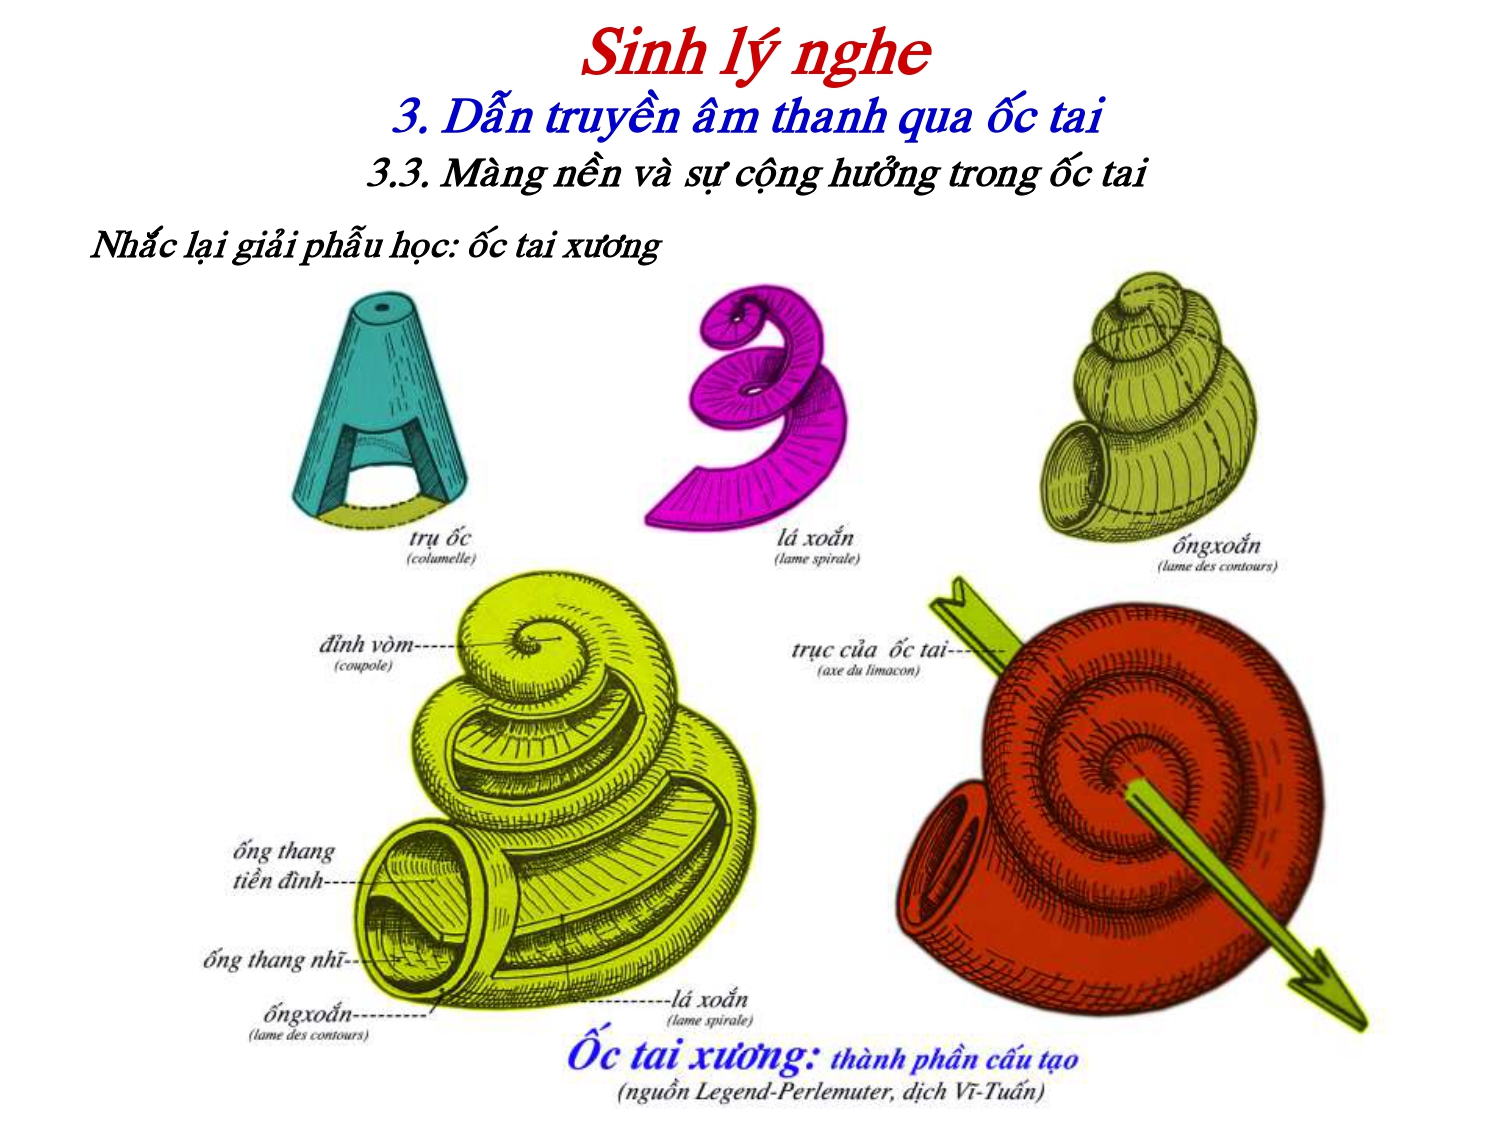 Sinh lý nghe
3. Dẫn truyền âm thanh qua ốc tai
3.3. Màng nền và sự cộng hưởng trong ốc tai
Nhắc lại giải phẫu học: ốc tai xương
trụ ốc
(columelle)
lá xoắn
(lame spirale)
ốngxoắn
(lame des contours)
đỉnh vòm
(coupole)
trục của ốc tai
(axe du limacon)
ống thang
tiền đình
ống thang nhĩ
ốngxoắn
(lame des contours)
lá xoắn
(lame spirale)
Ốc tai xương: thành phần cấu tạo
(nguồn Legend-Perlemuter, dịch Vĩ-Tuấn)